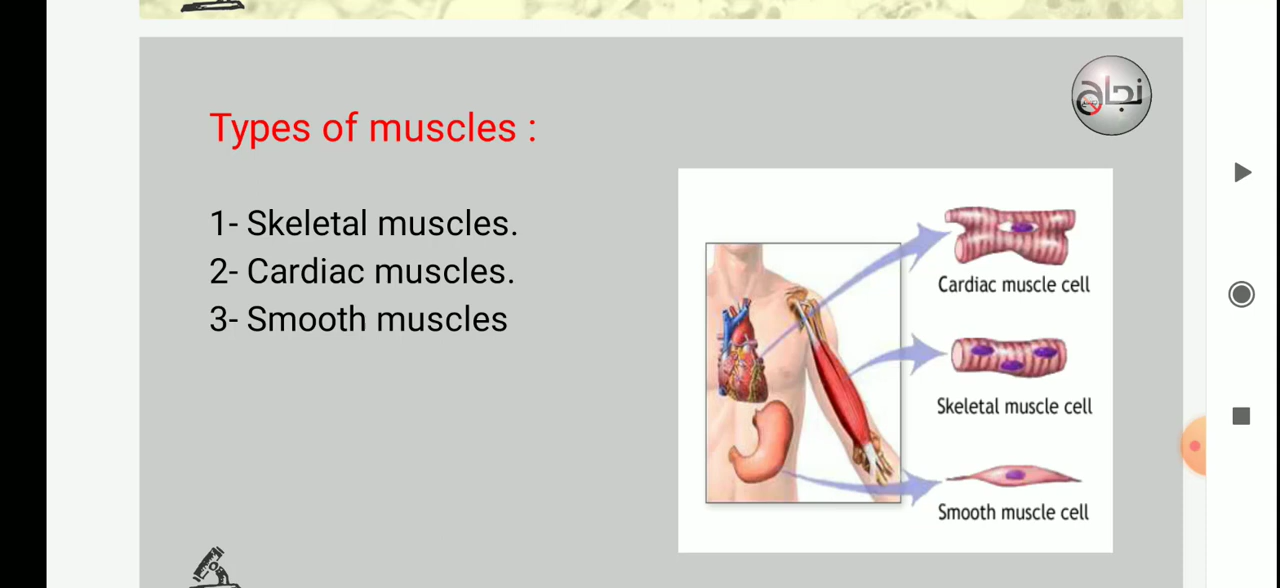 نجاح
Types of muscles :
1- Skeletal muscles.
2- Cardiac muscles.
3- Smooth muscles
Cardiac muscle cell
Skeletal muscle cell
Smooth muscle cell